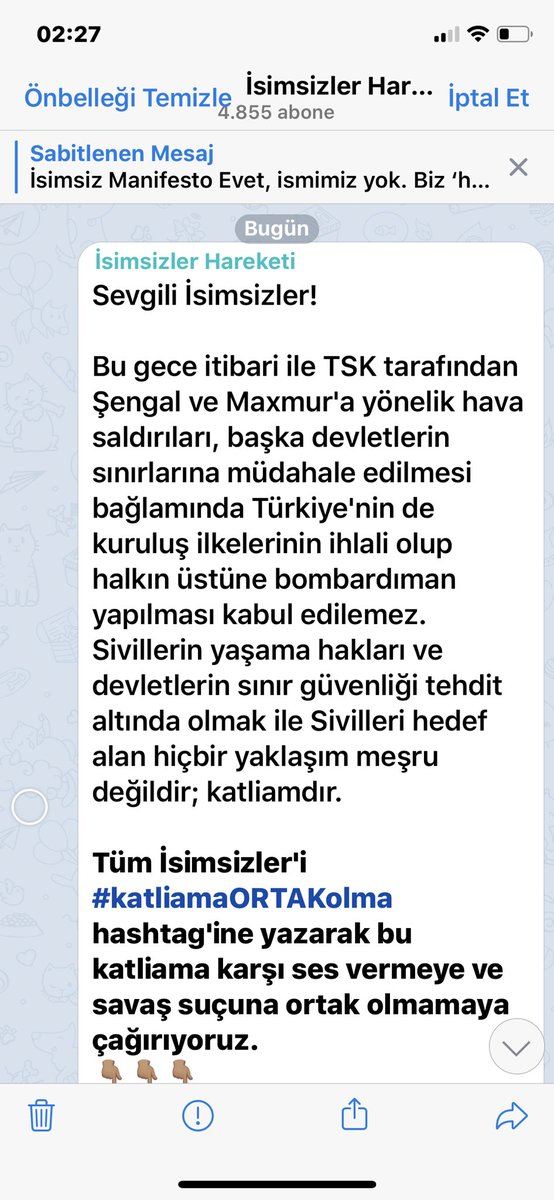 02:27
Önbelleği Temizle
İsimsizler Har...
İptal Et
4.855 abone
Sabitlenen Mesaj
İsimsiz Manifesto Evet, ismimiz yok. Biz ‘h...
Bugün
İsimsizler Hareketi
Sevgili İsimsizler!
Bu gece itibari ile TSK tarafından
Şengal ve Maxmur'a yönelik hava
saldırıları, başka devletlerin
sınırlarına müdahale edilmesi
bağlamında Türkiye'nin de
kuruluş ilkelerinin ihlali olup
halkın üstüne bombardıman
yapılması kabul edilemez.
Sivillerin yaşama hakları ve
devletlerin sınır güvenliği tehdit
altında olmak ile Sivilleri hedef
alan hiçbir yaklaşım meşru
değildir; katliamdır.
Tüm İsimsizler'i
#katliamaORTAKolma
hashtag'ine yazarak bu
katliama karşı ses vermeye ve
savaş suçuna ortak olmamaya
çağırıyoruz.